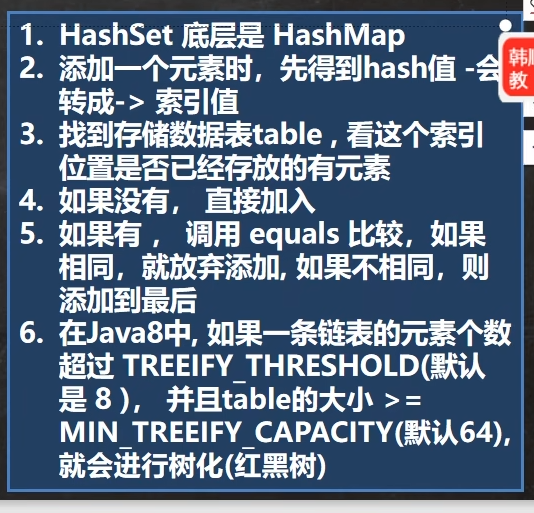 1. HashSet 底层是 HashMap
2. 添加一个元素时，先得到hash值 -会
转成-> 索引值
3. 找到存储数据表table , 看这个索引
位置是否已经存放的有元素
4. 如果没有， 直接加入
5. 如果有 ， 调用 equals 比较，如果
相同，就放弃添加, 如果不相同，则
添加到最后
6. 在Java8中, 如果一条链表的元素个数
超过 TREEIFY_THRESHOLD(默认
是 8 )， 并且table的大小 >=
MIN_TREEIFY_CAPACITY(默认64),
就会进行树化(红黑树)
教